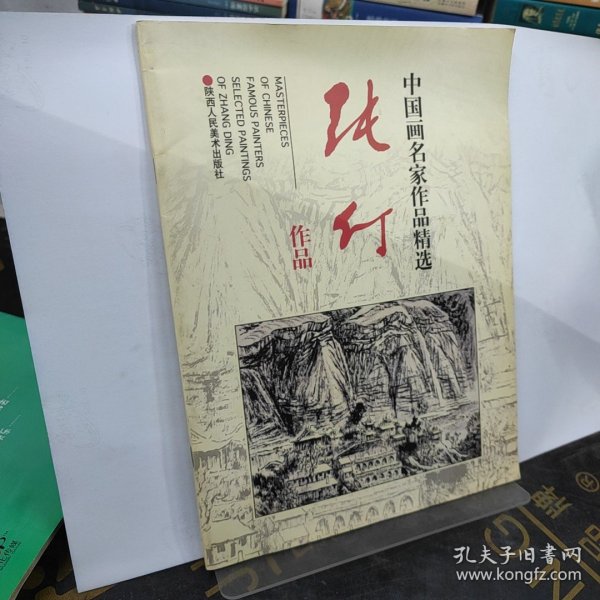 中国画名家作品精选
张仃
作品
MASTERPIECES
OF CHINESE
FAMOUS PAINTERS
SELECTED PAINTINGS
OF ZHANG DING
●陕西人民美术出版社
牌
孔夫子旧书网
www.kongfz.com